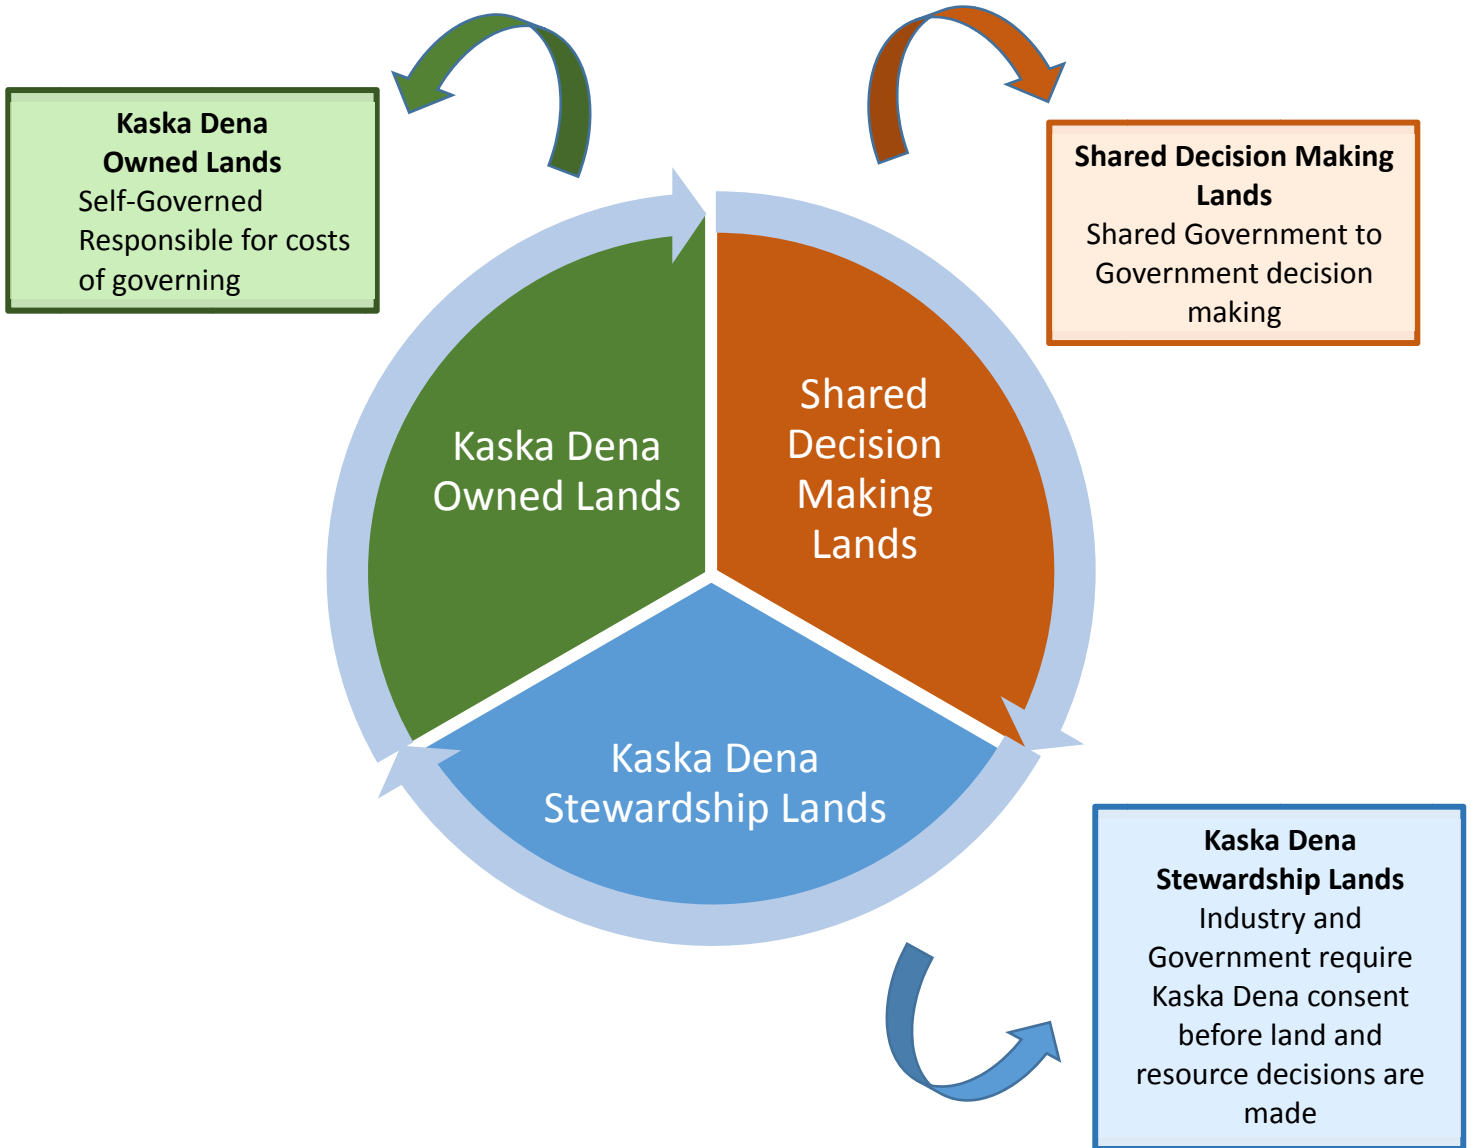 Kaska Dena
Owned Lands
Self-Governed
Responsible for costs
of governing
Shared Decision Making
Lands
Shared Government to
Government decision
making
Kaska Dena
Owned Lands
Shared
Decision
Making
Lands
Kaska Dena
Stewardship Lands
Kaska Dena
Stewardship Lands
Industry and
Government require
Kaska Dena consent
before land and
resource decisions are
made